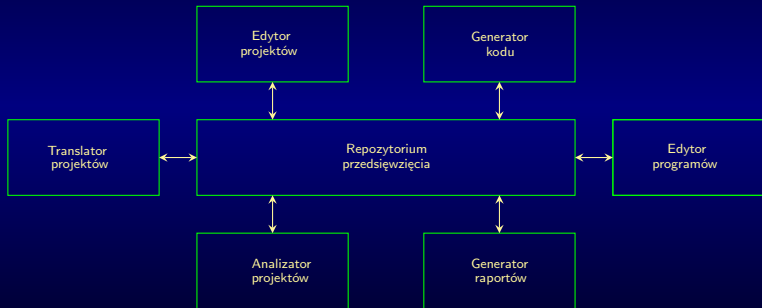 Edytor
projektów
Generator
kodu
Translator
projektów
Repozytorium
przedsięwzięcia
Edytor
programów
Analizator
projektów
Generator
raportów